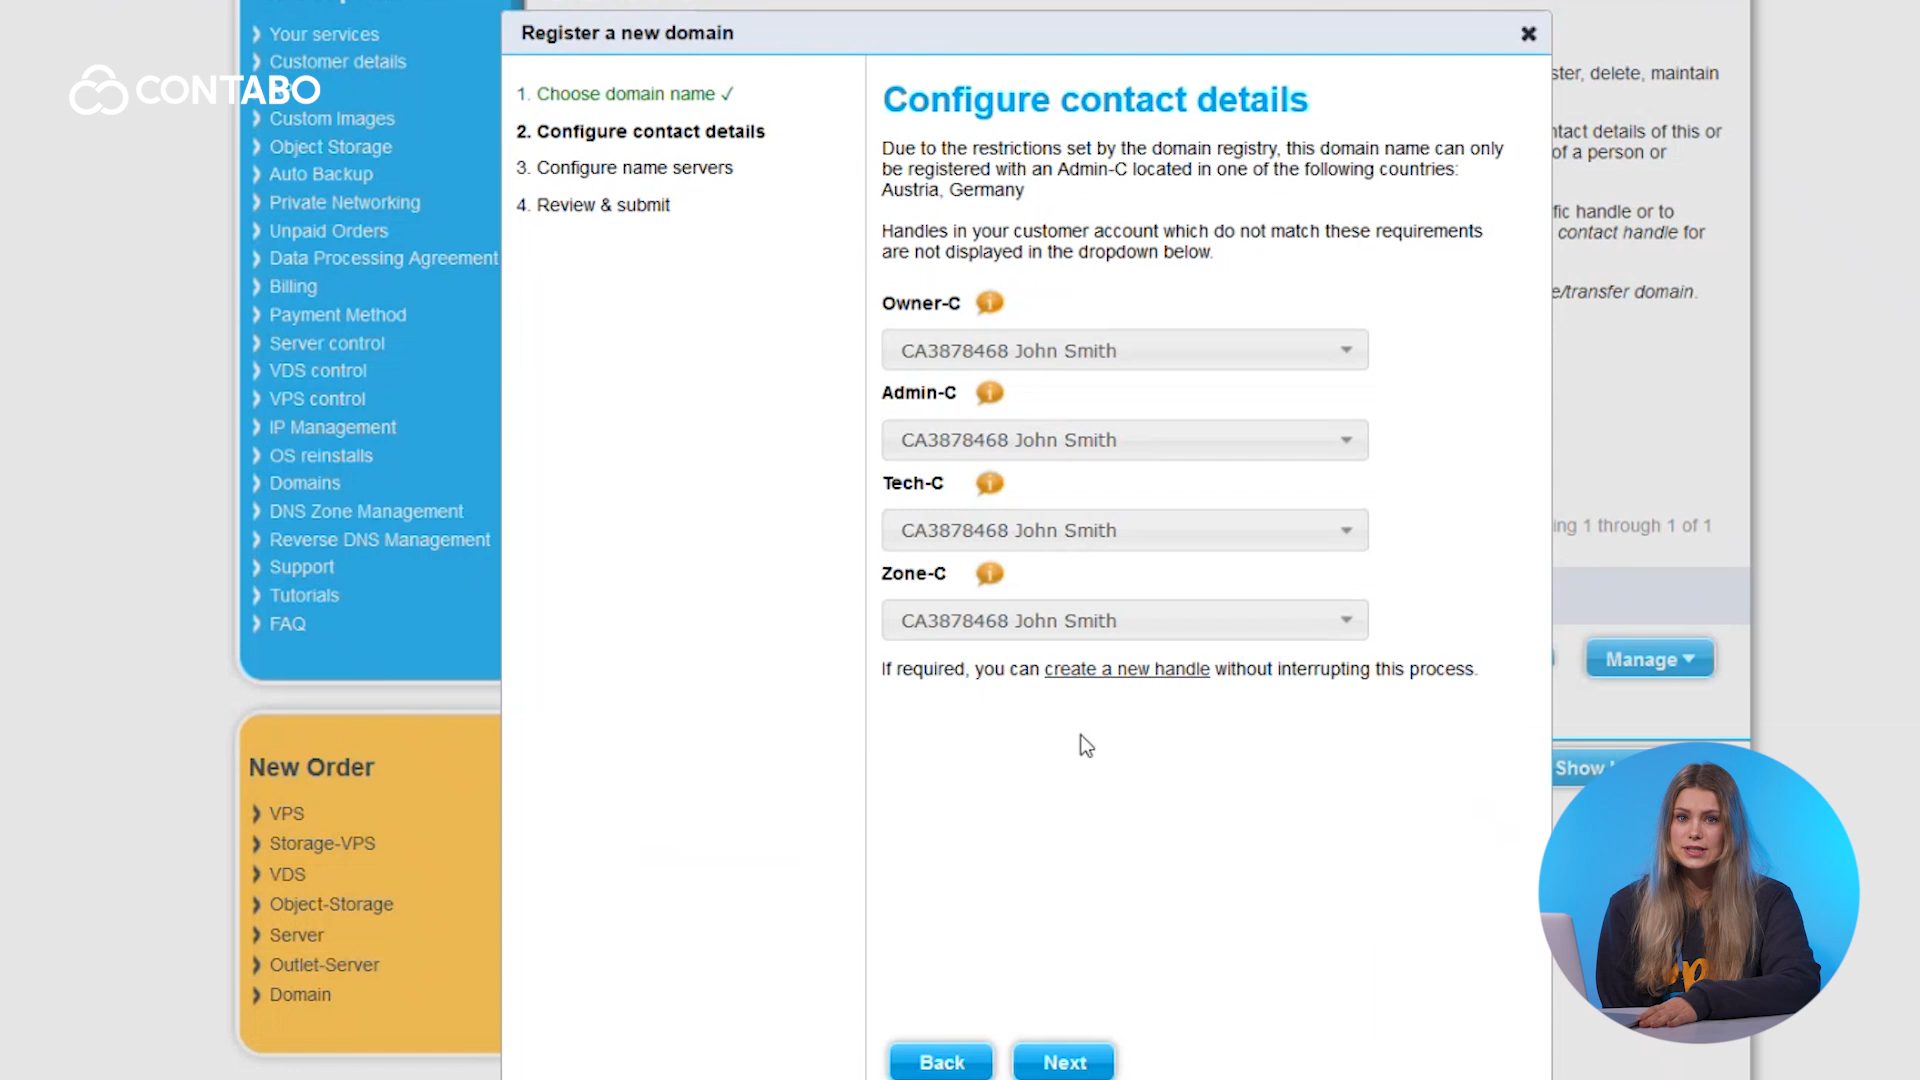 Your services
Customer details
CONTABO
Custom Images
Object Storage
Auto Backup
Private Networking
Unpaid Orders
Data Processing Agreement
Billing
Payment Method
Server control
VDS control
VPS control
IP Management
OS reinstalls
Domains
DNS Zone Management
Reverse DNS Management
Support
Tutorials
FAQ
New Order
VPS
Storage-VPS
VDS
Object-Storage
Server
Outlet-Server
Domain
Register a new domain
1. Choose domain name ✓
2. Configure contact details
3. Configure name servers
4. Review & submit
Configure contact details
Due to the restrictions set by the domain registry, this domain name can only
be registered with an Admin-C located in one of the following countries:
Austria, Germany
Handles in your customer account which do not match these requirements
are not displayed in the dropdown below.
Owner-C
CA3878468 John Smith
Admin-C
CA3878468 John Smith
Tech-C
CA3878468 John Smith
Zone-C
CA3878468 John Smith
If required, you can create a new handle without interrupting this process.
Back
Next
delete, maintain
details of this or
of a person or
handle or to
contact handle for
domain.
1 through 1 of 1
Manage
Show